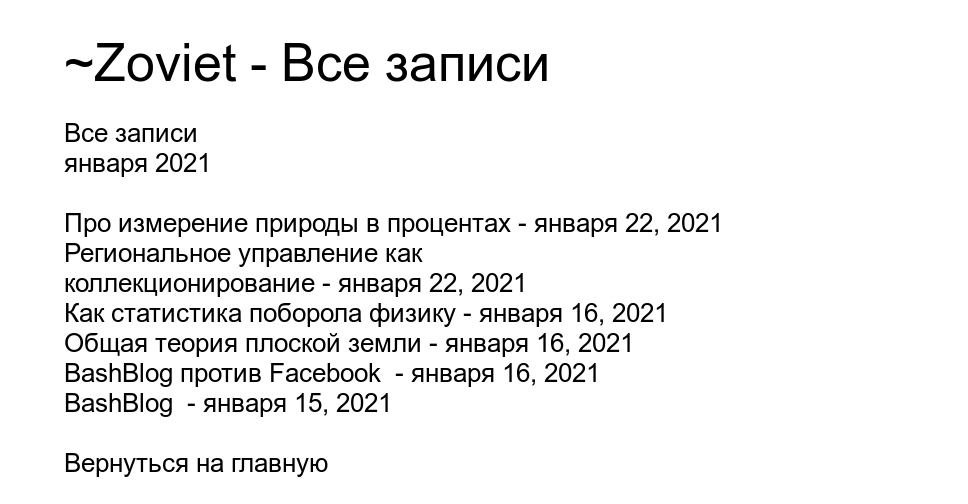 ~Zoviet - Все записи
Все записи
января 2021
Про измерение природы в процентах - января 22, 2021
Региональное управление как
коллекционирование - января 22, 2021
Как статистика поборола физику - января 16, 2021
Общая теория плоской земли - января 16, 2021
BashBlog против Facebook  - января 16, 2021
BashBlog  - января 15, 2021
Вернуться на главную